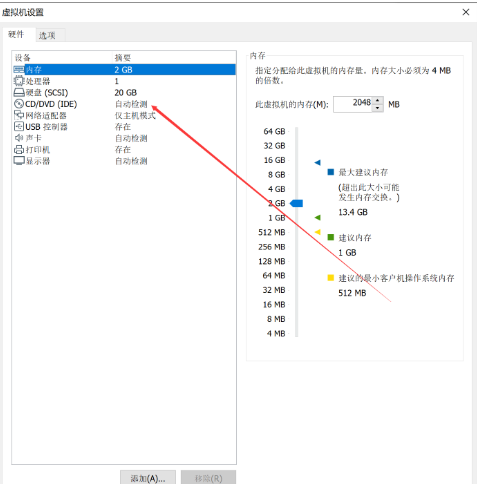 虚拟机设置
硬件 选项
设备 摘要
内存 2 GB
处理器 1
硬盘 (SCSI) 20 GB
CD/DVD (IDE) 自动检测
网络适配器 仅主机模式
USB 控制器 存在
声卡 自动检测
打印机 存在
显示器 自动检测
添加(A)... 移除(R)
内存
指定分配给此虚拟机的内存量。内存大小必须为 4 MB
的倍数。
此虚拟机的内存(M): 2048 MB
64 GB
32 GB
16 GB
8 GB
4 GB
2 GB
1 GB
512 MB
256 MB
128 MB
64 MB
32 MB
16 MB
8 MB
4 MB
最大建议内存
(超出此大小可能
发生内存交换。)
13.4 GB
建议内存
1 GB
建议的最小客户机操作系统内存
512 MB